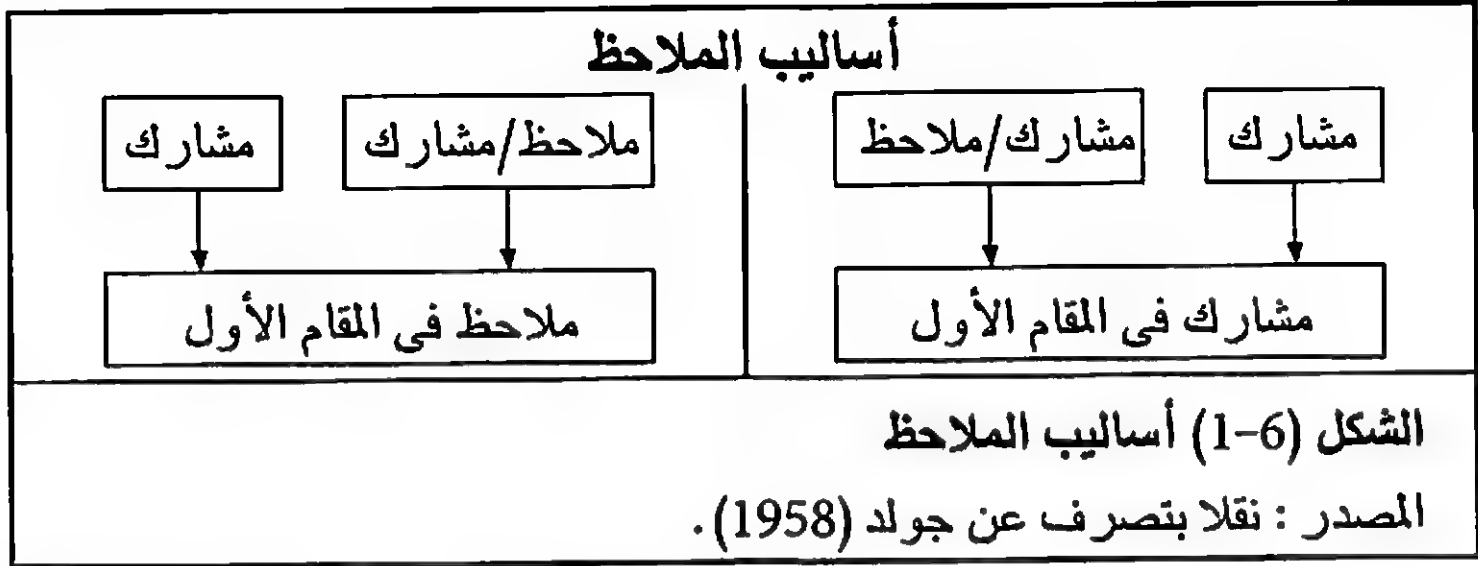 أساليب الملاحظ
مشارك مشارك/ملاحظ ملاحظ/مشارك مشارك
مشارك فى المقام الأول ملاحظ فى المقام الأول
الشكل (6-1) أساليب الملاحظ
المصدر : نقلا بتصرف عن جولد (1958).